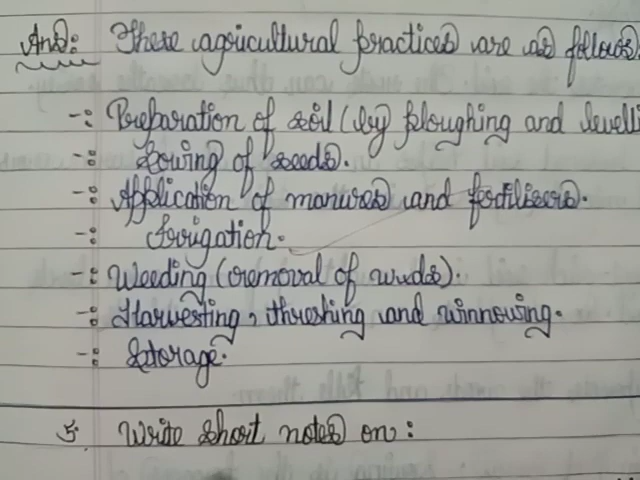 Ans: These agricultural practices are as follows.
-: Preparation of soil (by) ploughing and levelli
-: Sowing of seeds.
-: Application of manures and fertilisers.
-: Irrigation.
-: Weeding (removal of weeds).
-: Harvesting, threshing and winnowing.
-: Storage.
5. Write short notes on: